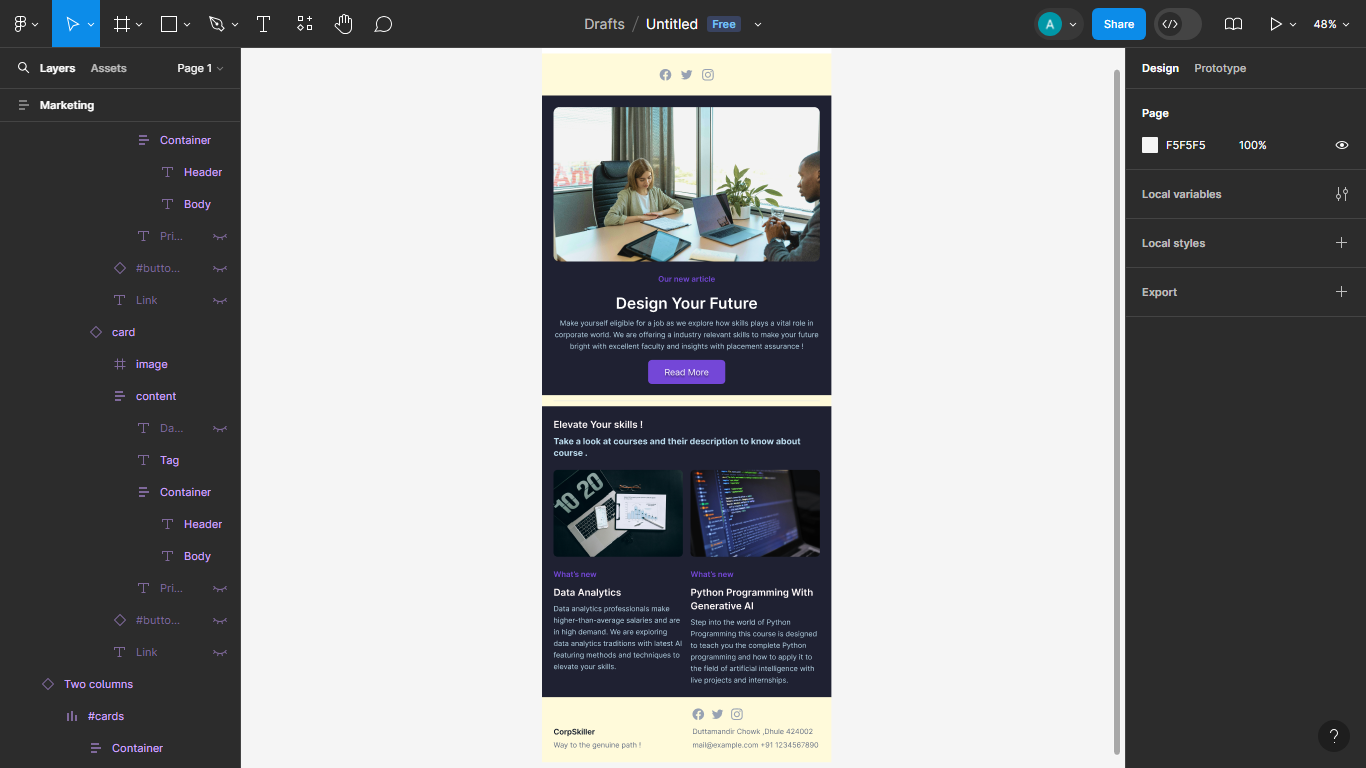 Drafts / Untitled Free
A
Share
48%
Layers Assets Page 1
Marketing
Container
Header
Body
Pri...
#butto...
Link
card
image
content
Da...
Tag
Container
Header
Body
Pri...
#butto...
Link
Two columns
#cards
Container
Our new article
Design Your Future
Make yourself eligible for a job as we explore how skills plays a vital role in
corporate world. We are offering a industry relevant skills to make your future
bright with excellent faculty and insights with placement assurance !
Read More
Elevate Your skills !
Take a look at courses and their description to know about
course .
10 20
What's new
Data Analytics
Data analytics professionals make
higher-than-average salaries and are
in high demand. We are exploring
data analytics traditions with latest AI
featuring methods and techniques to
elevate your skills.
What's new
Python Programming With
Generative AI
Step into the world of Python
Programming this course is designed
to teach you the complete Python
programming and how to apply it to
the field of artificial intelligence with
live projects and internships.
CorpSkiller
Way to the genuine path !
Duttamandir Chowk ,Dhule 424002
mail@example.com +91 1234567890
Design Prototype
Page
F5F5F5 100%
Local variables
Local styles
Export
?